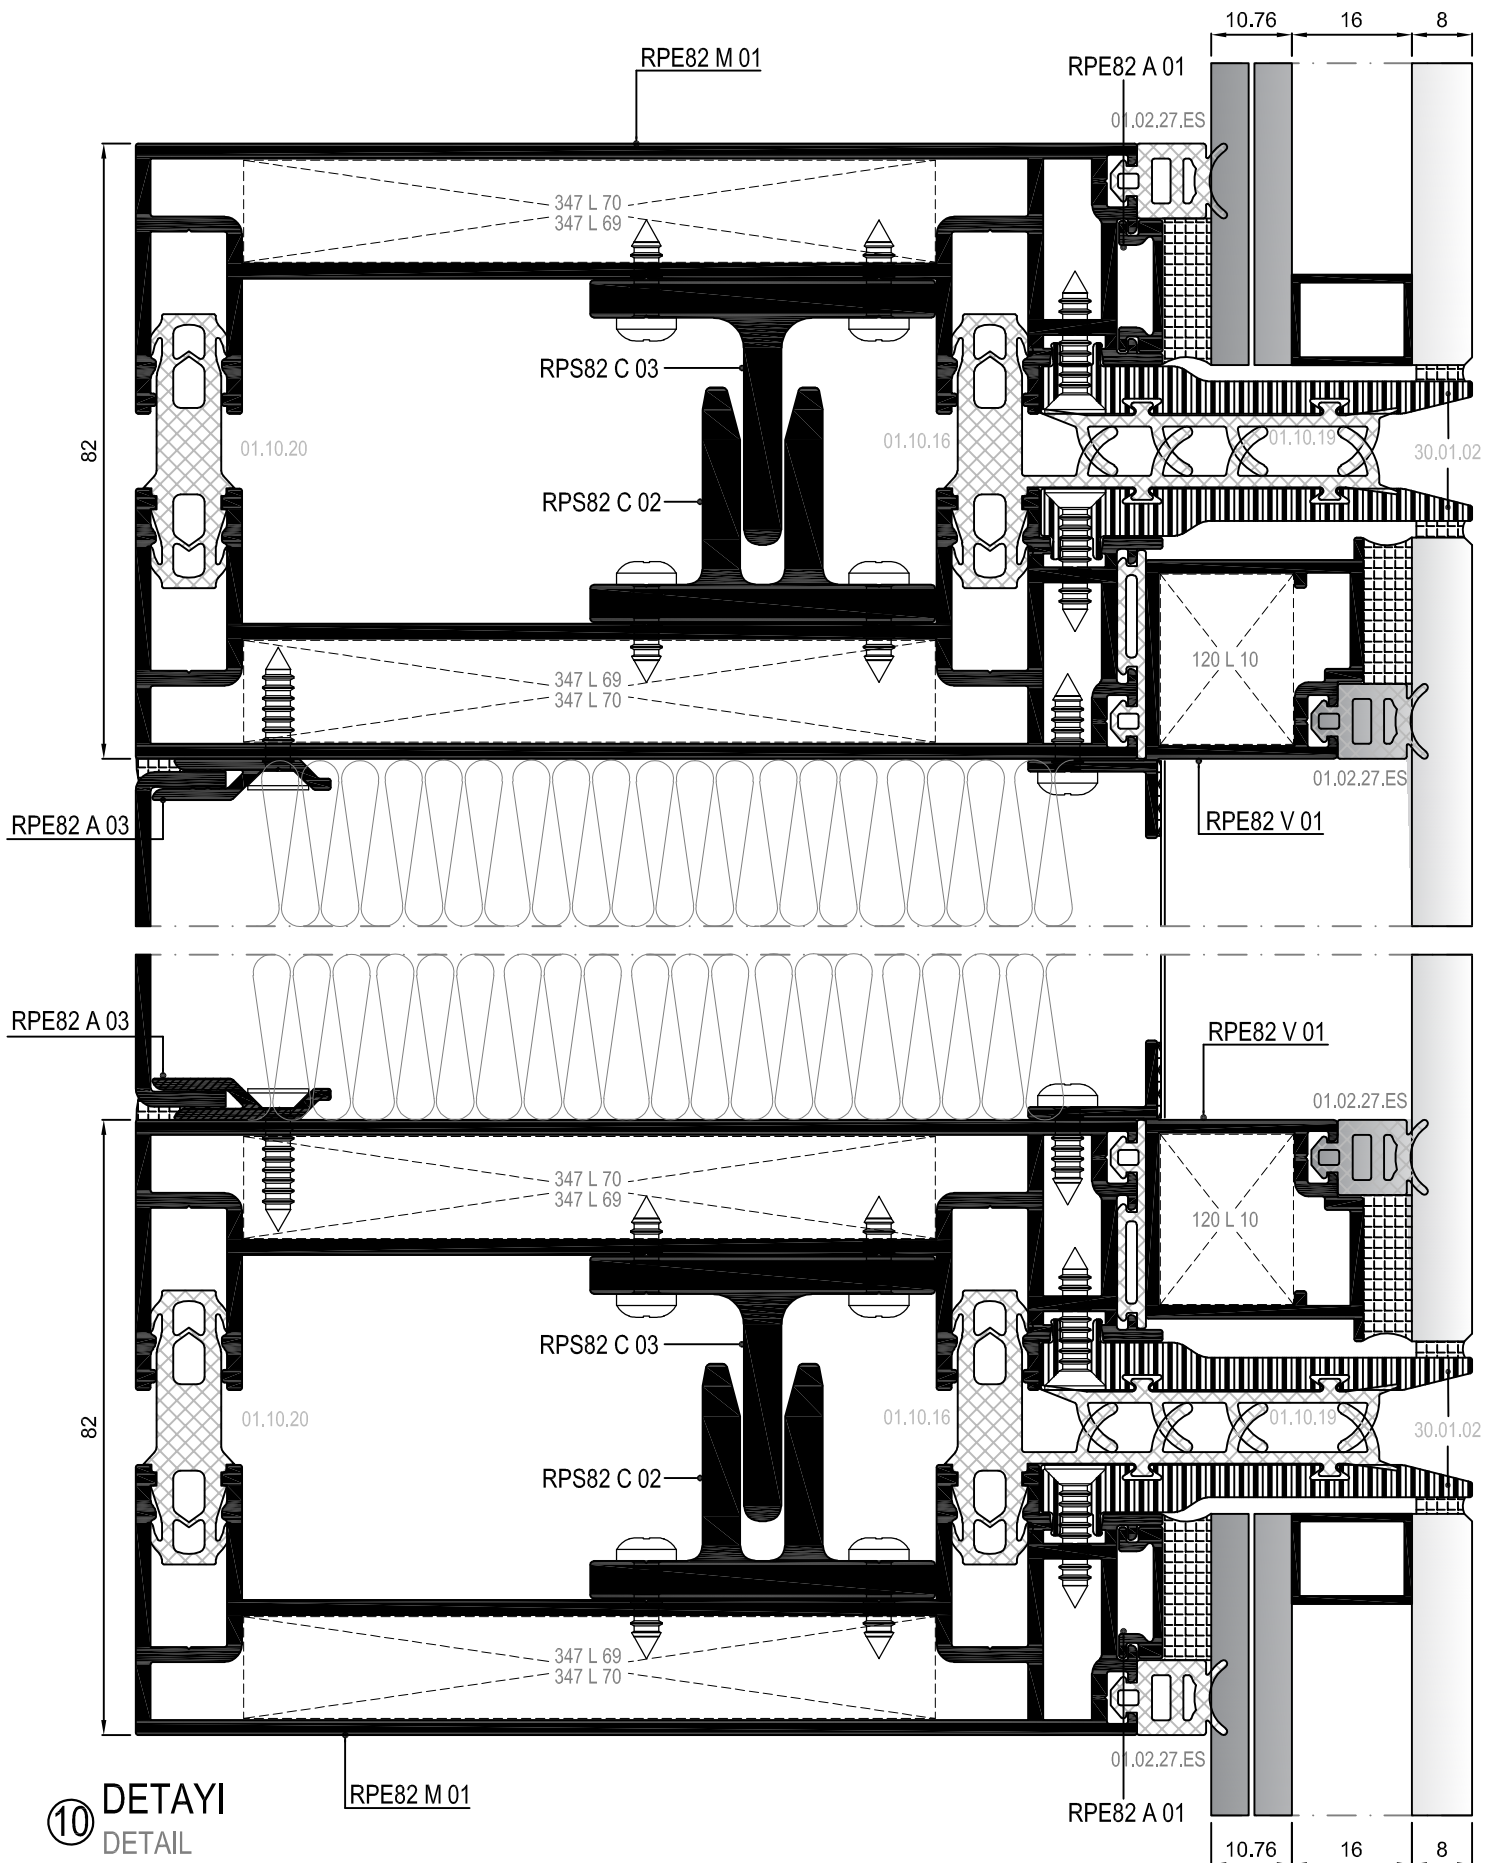 10.76 16 8
RPE82 M 01
RPE82 A 01
01.02.27.ES
347 L 70
347 L 69
RPS82 C 03
82
01.10.20
01.10.16
01.10.19
30.01.02
RPS82 C 02
347 L 69
347 L 70
120 L 10
01.02.27.ES
RPE82 A 03
RPE82 V 01
RPE82 A 03
RPE82 V 01
01.02.27.ES
347 L 70
347 L 69
120 L 10
RPS82 C 03
82
01.10.20
01.10.16
01.10.19
30.01.02
RPS82 C 02
347 L 69
347 L 70
01.02.27.ES
RPE82 M 01
RPE82 A 01
10 DETAYI
DETAIL
10.76 16 8